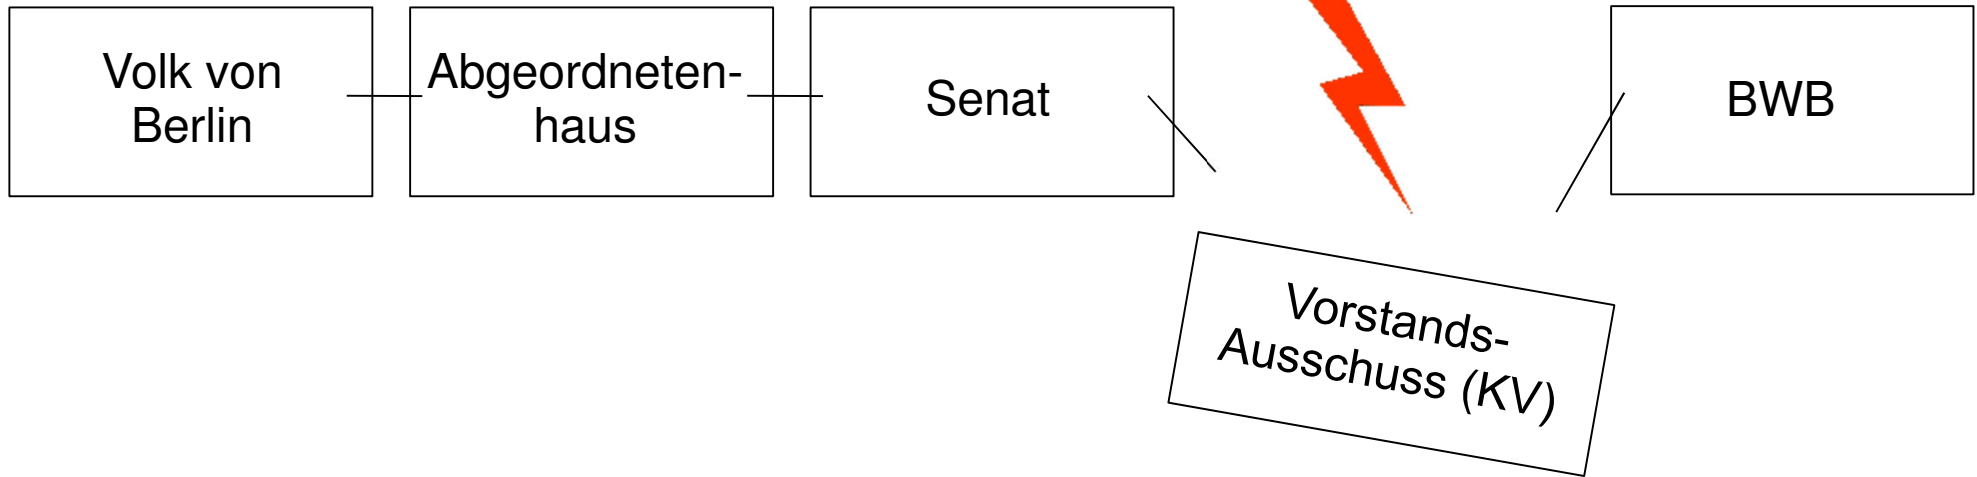 Volk von
Berlin
Abgeordneten-
haus
Senat
BWB
Vorstands-
Ausschuss (KV)